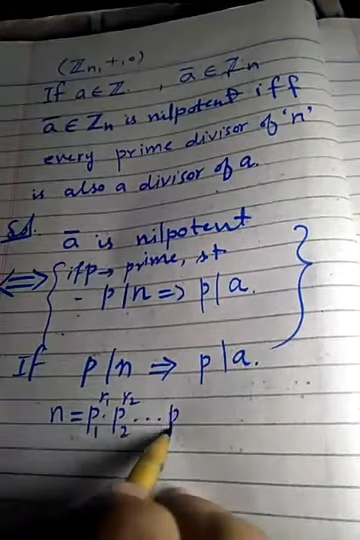 (Zn, +, ·)
If a ∈ Z. , ā ∈ Zn
ā ∈ Zn is nilpotent iff
every prime divisor of 'n'
is also a divisor of a.
Sol. ā is nilpotent
⟺ { if p → prime, st
- p | n ⇒ p | a. }
If p | n ⇒ p | a.
n = p₁^r₁ · p₂^r₂ ... p